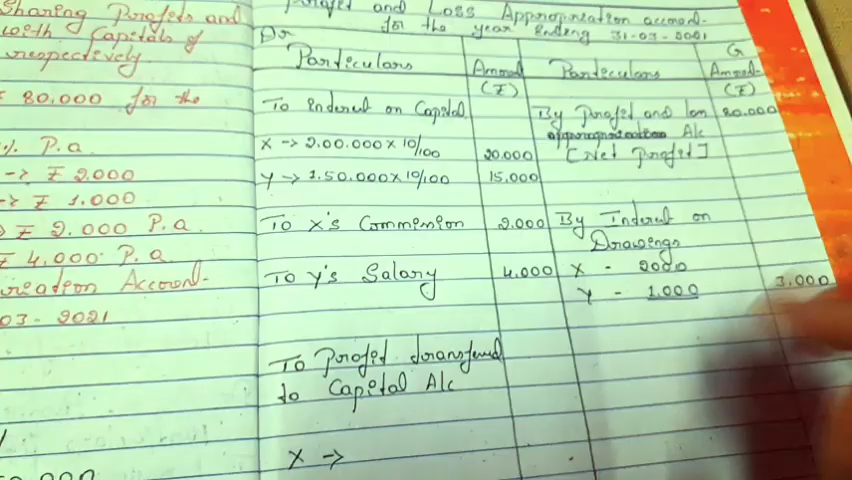 Sharing Profits and
with Capitals of
respectively.
₹ 80.000 for the
% P.a
-> ₹ 2.000
-> ₹ 1.000
₹ 2.000 P.a
₹ 4.000 P.a
Account
03 - 2021
Profit and Loss Appropriation account
for the year ending 31-03-2021
Dr
Cr
Particulars Amount (₹) Particulars Amount (₹)
To Interest on Capital
X -> 2.00.000 x 10/100 20.000
Y -> 1.50.000 x 10/100 15.000
To X's Commission 2.000
To Y's Salary 4.000
To Profit transferred
to Capital A/c
X ->
By Profit and loss 80.000
A/c
[Net Profit]
By Interest on
Drawings
X - 2000
Y - 1.000 3.000